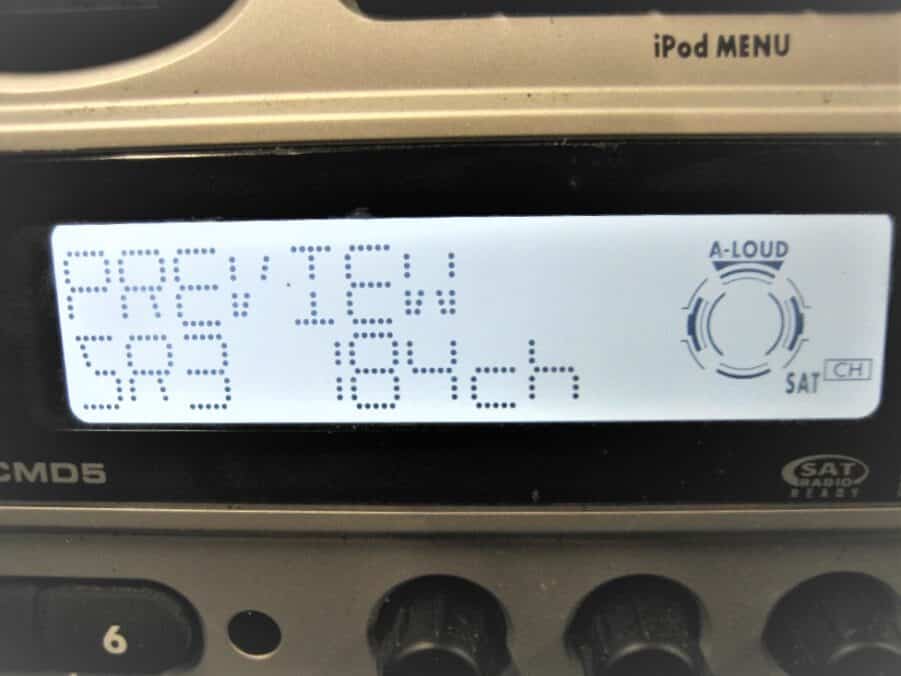 iPod MENU
PREVIEW
A-LOUD
SR3 184ch
SAT CH
CMD5
SAT
RADIO
READY
6